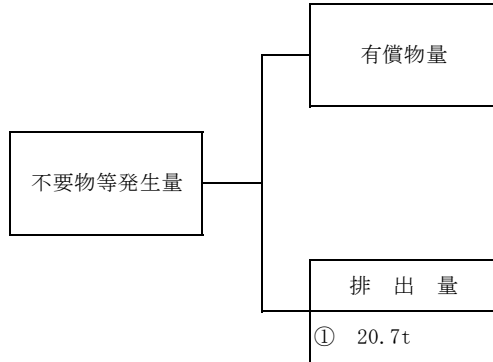 有償物量
不要物等発生量
排　出　量
①　20.7t